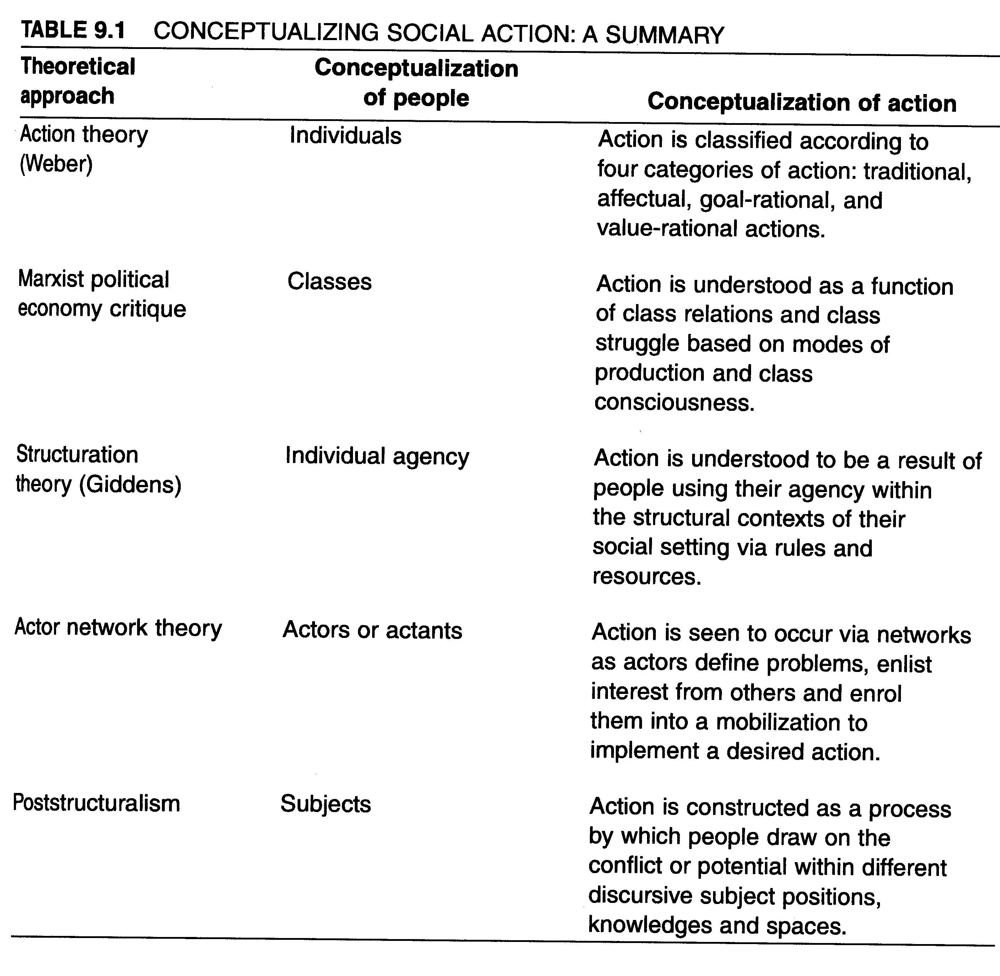 TABLE 9.1 CONCEPTUALIZING SOCIAL ACTION: A SUMMARY
Theoretical approach
Conceptualization of people
Conceptualization of action
Action theory
(Weber)
Individuals
Action is classified according to
four categories of action: traditional,
affectual, goal-rational, and
value-rational actions.
Marxist political
economy critique
Classes
Action is understood as a function
of class relations and class
struggle based on modes of
production and class
consciousness.
Structuration
theory (Giddens)
Individual agency
Action is understood to be a result of
people using their agency within
the structural contexts of their
social setting via rules and
resources.
Actor network theory
Actors or actants
Action is seen to occur via networks
as actors define problems, enlist
interest from others and enrol
them into a mobilization to
implement a desired action.
Poststructuralism
Subjects
Action is constructed as a process
by which people draw on the
conflict or potential within different
discursive subject positions,
knowledges and spaces.